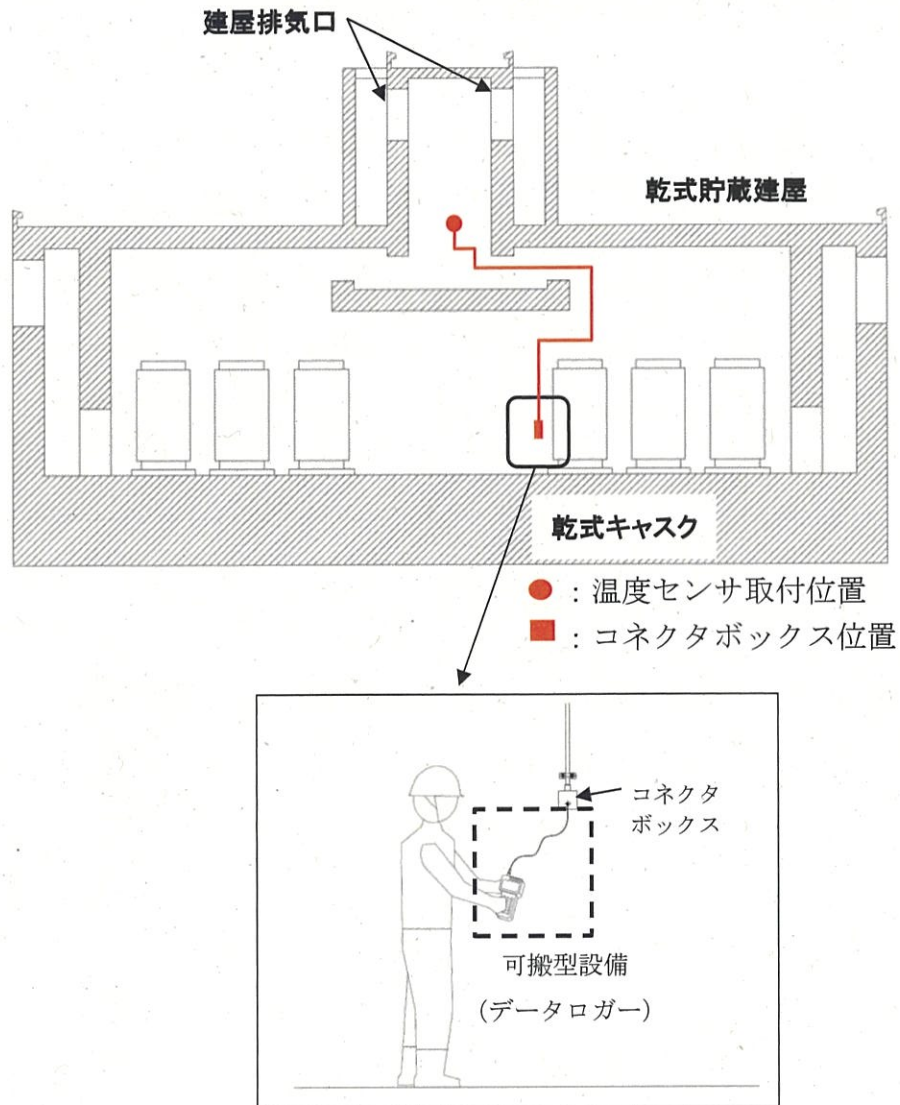 建屋排気口
乾式貯蔵建屋
乾式キャスク
●：温度センサ取付位置
■：コネクタボックス位置
コネクタ
ボックス
可搬型設備
(データロガー)